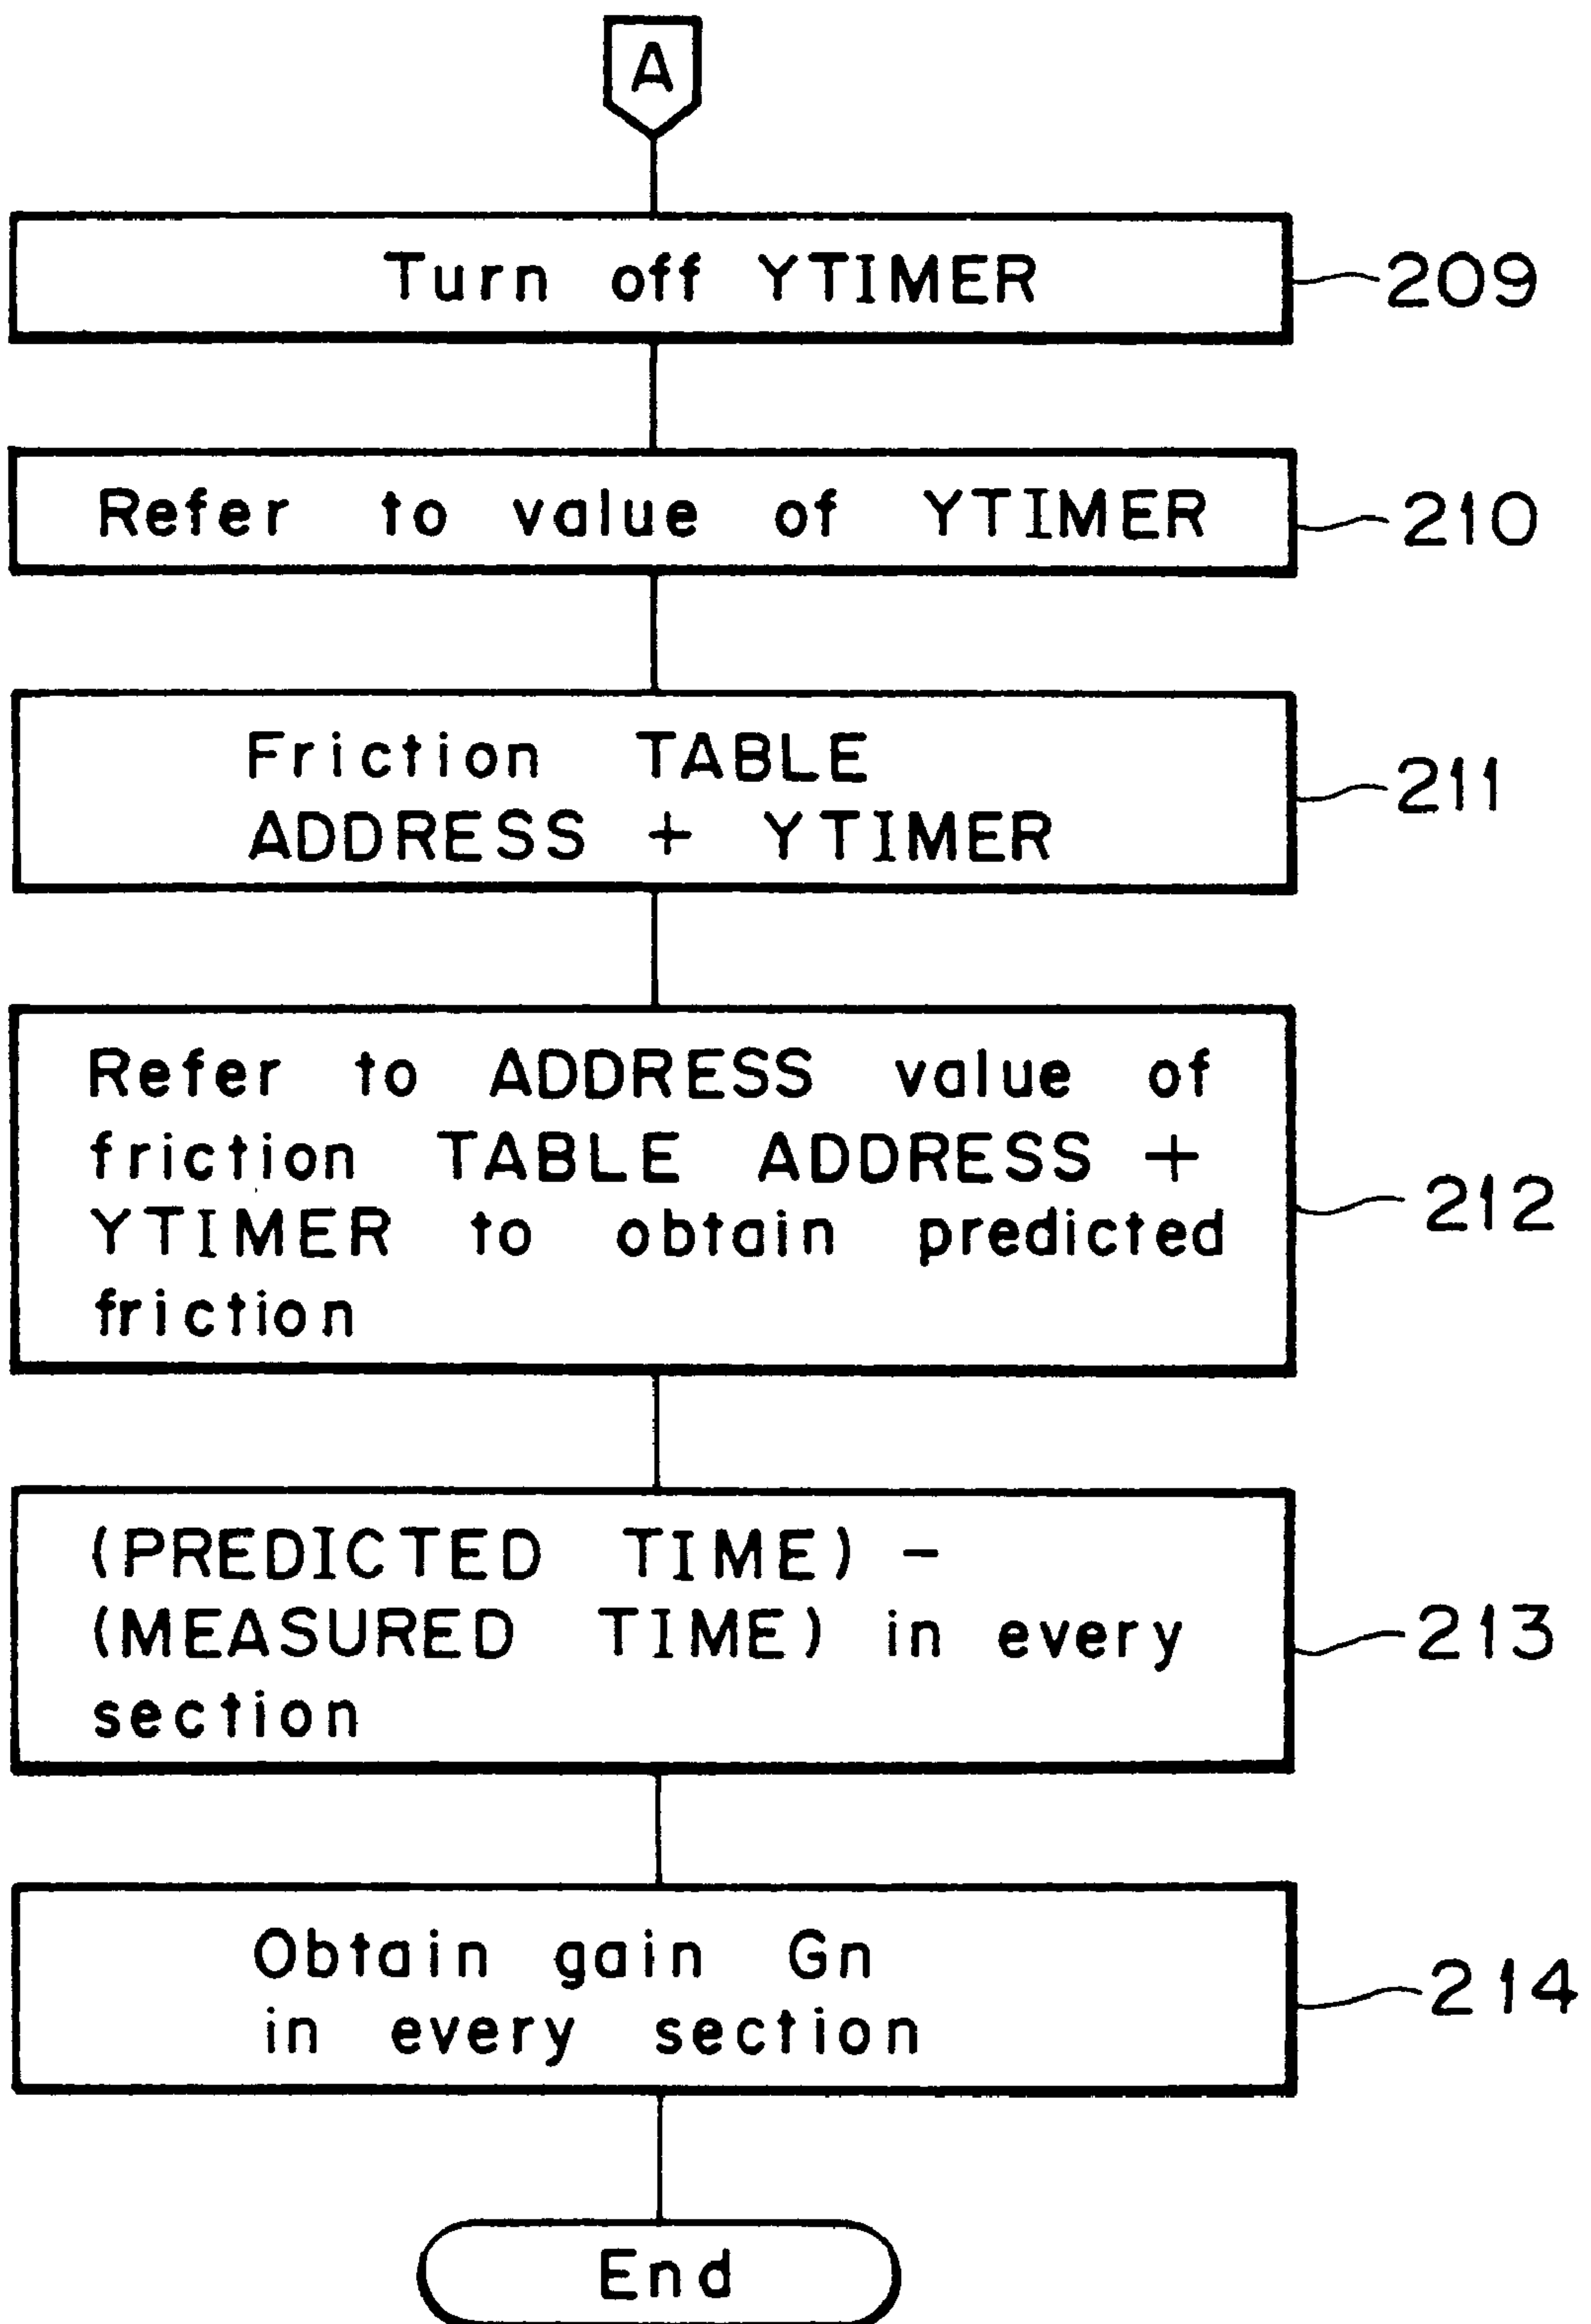 A
Turn off YTIMER
209
Refer to value of YTIMER
210
Friction TABLE
ADDRESS + YTIMER
211
Refer to ADDRESS value of
friction TABLE ADDRESS +
YTIMER to obtain predicted
friction
212
(PREDICTED TIME) -
(MEASURED TIME) in every
section
213
Obtain gain Gn
in every section
214
End